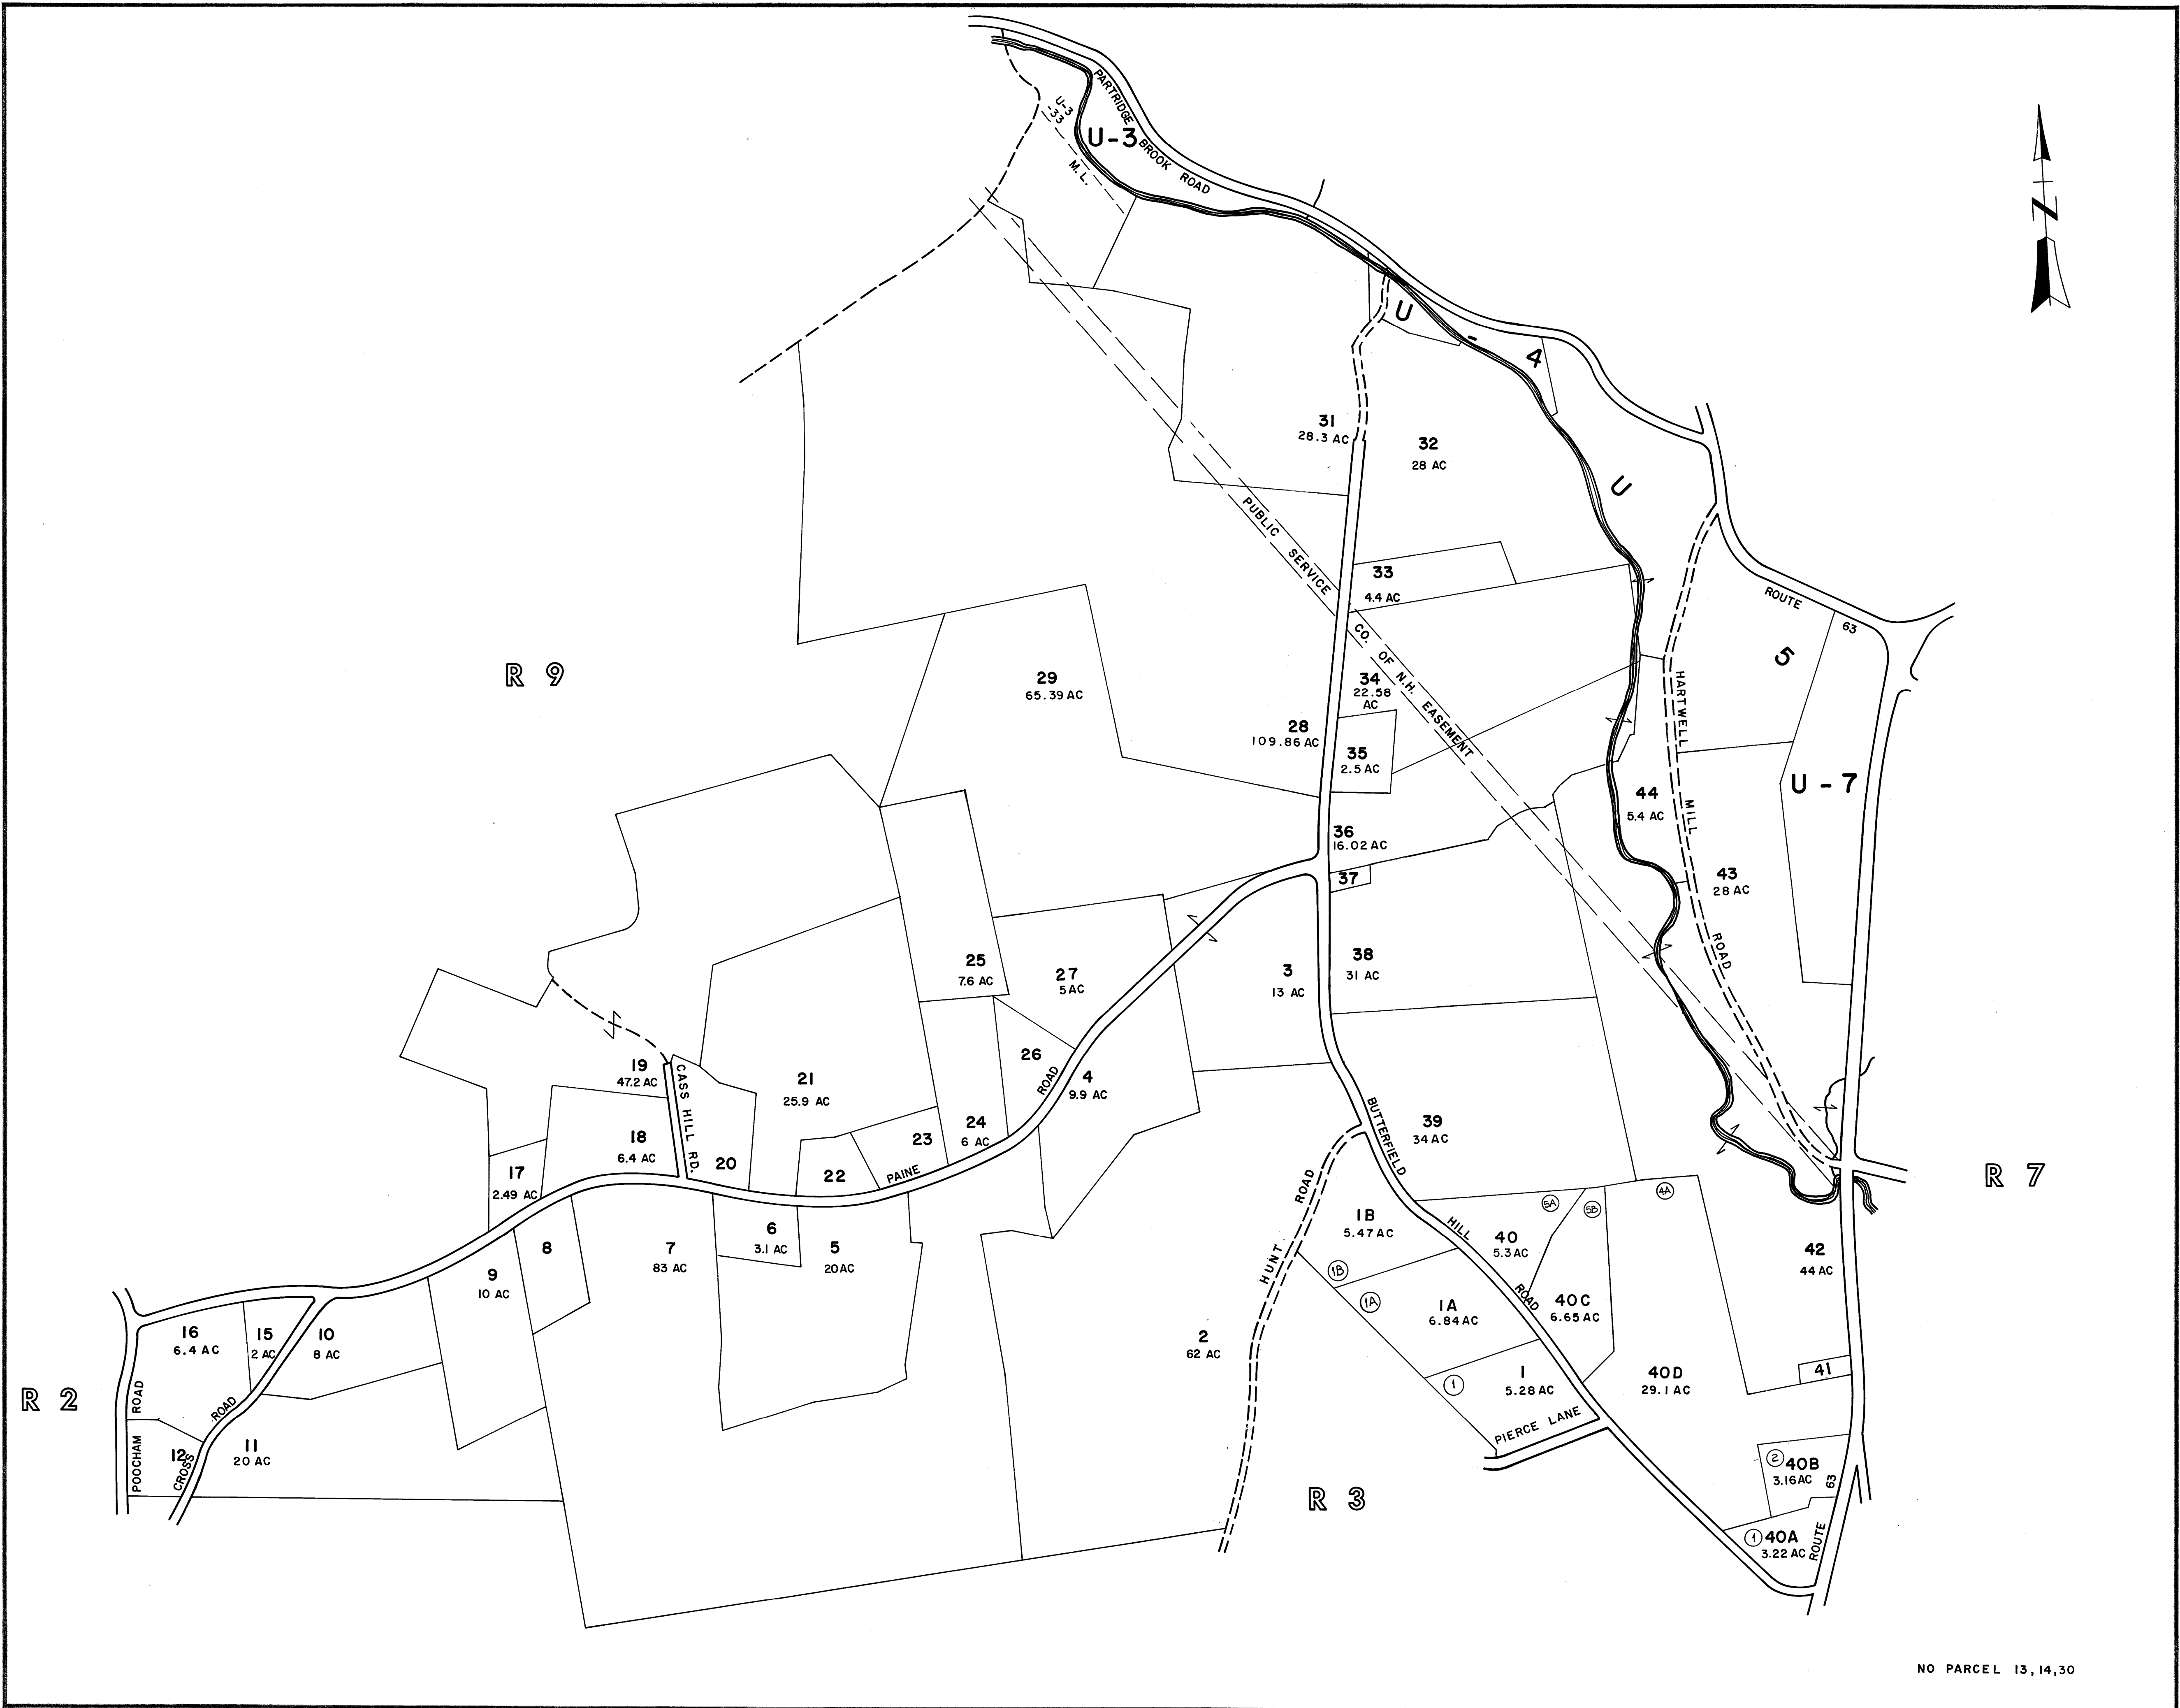 PARTRIDGE BROOK ROAD
U-3
-33
U-3
M. L.
N
U - 4
31
28.3 AC
32
28 AC
U
5
PUBLIC SERVICE CO. OF N.H. EASEMENT
33
4.4 AC
ROUTE 63
R 9
29
65.39 AC
34
22.58
AC
HARTWELL MILL ROAD
28
109.86 AC
35
2.5 AC
44
5.4 AC
U - 7
36
16.02 AC
37
43
28 AC
25
7.6 AC
27
5 AC
3
13 AC
38
31 AC
19
47.2 AC
CASS HILL RD.
21
25.9 AC
26
4
9.9 AC
18
6.4 AC
20
22
23
24
6 AC
PAINE ROAD
39
34 AC
BUTTERFIELD HILL ROAD
R 7
17
2.49 AC
8
7
83 AC
6
3.1 AC
5
20 AC
HUNT ROAD
1B
5.47 AC
1B
40
5.3 AC
5A
5B
4A
42
44 AC
9
10 AC
1A
1A
6.84 AC
40C
6.65 AC
16
6.4 AC
15
2 AC
10
8 AC
2
62 AC
1
1
5.28 AC
40D
29.1 AC
41
R 2
POOCHAM ROAD
CROSS ROAD
12
11
20 AC
PIERCE LANE
R 3
2
40B
3.16 AC
1
40A
3.22 AC
ROUTE 63
NO PARCEL 13, 14, 30